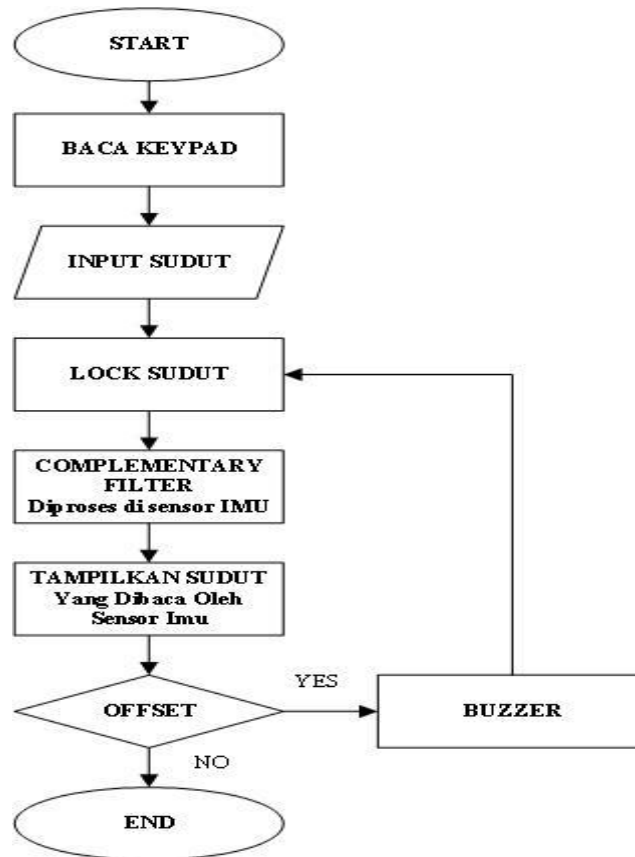 START
BACA KEYPAD
INPUT SUDUT
LOCK SUDUT
COMPLEMENTARY
FILTER
Diproses di sensor IMU
TAMPILKAN SUDUT
Yang Dibaca Oleh
Sensor Imu
OFFSET
YES
BUZZER
NO
END